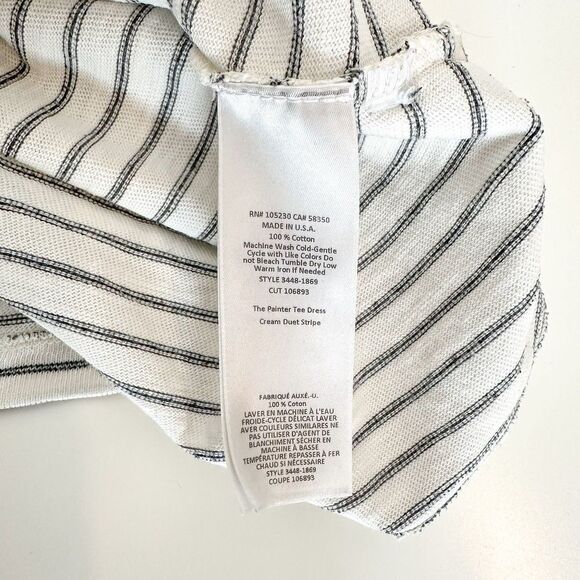 RN# 105230 CA# 58350
MADE IN U.S.A.
100 % Cotton
Machine Wash Cold-Gentle
Cycle with Like Colors Do
not Bleach Tumble Dry Low
Warm Iron if Needed
STYLE 3448-1869
CUT 106893
The Painter Tee Dress
Cream Duet Stripe
FABRIQUÉ AUXÉ.-U.
100 % Coton
LAVER EN MACHINE À L'EAU
FROIDE-CYCLE DÉLICAT LAVER
AVER COULEURS SIMILARES NE
PAS UTILISER D'AGENT DE
BLANCHIMENT SÉCHER EN
MACHINE À BASSE
TEMPÉRATURE REPASSER À FER
CHAUD SI NÉCESSAIRE
STYLE 3448-1869
COUPE 106893